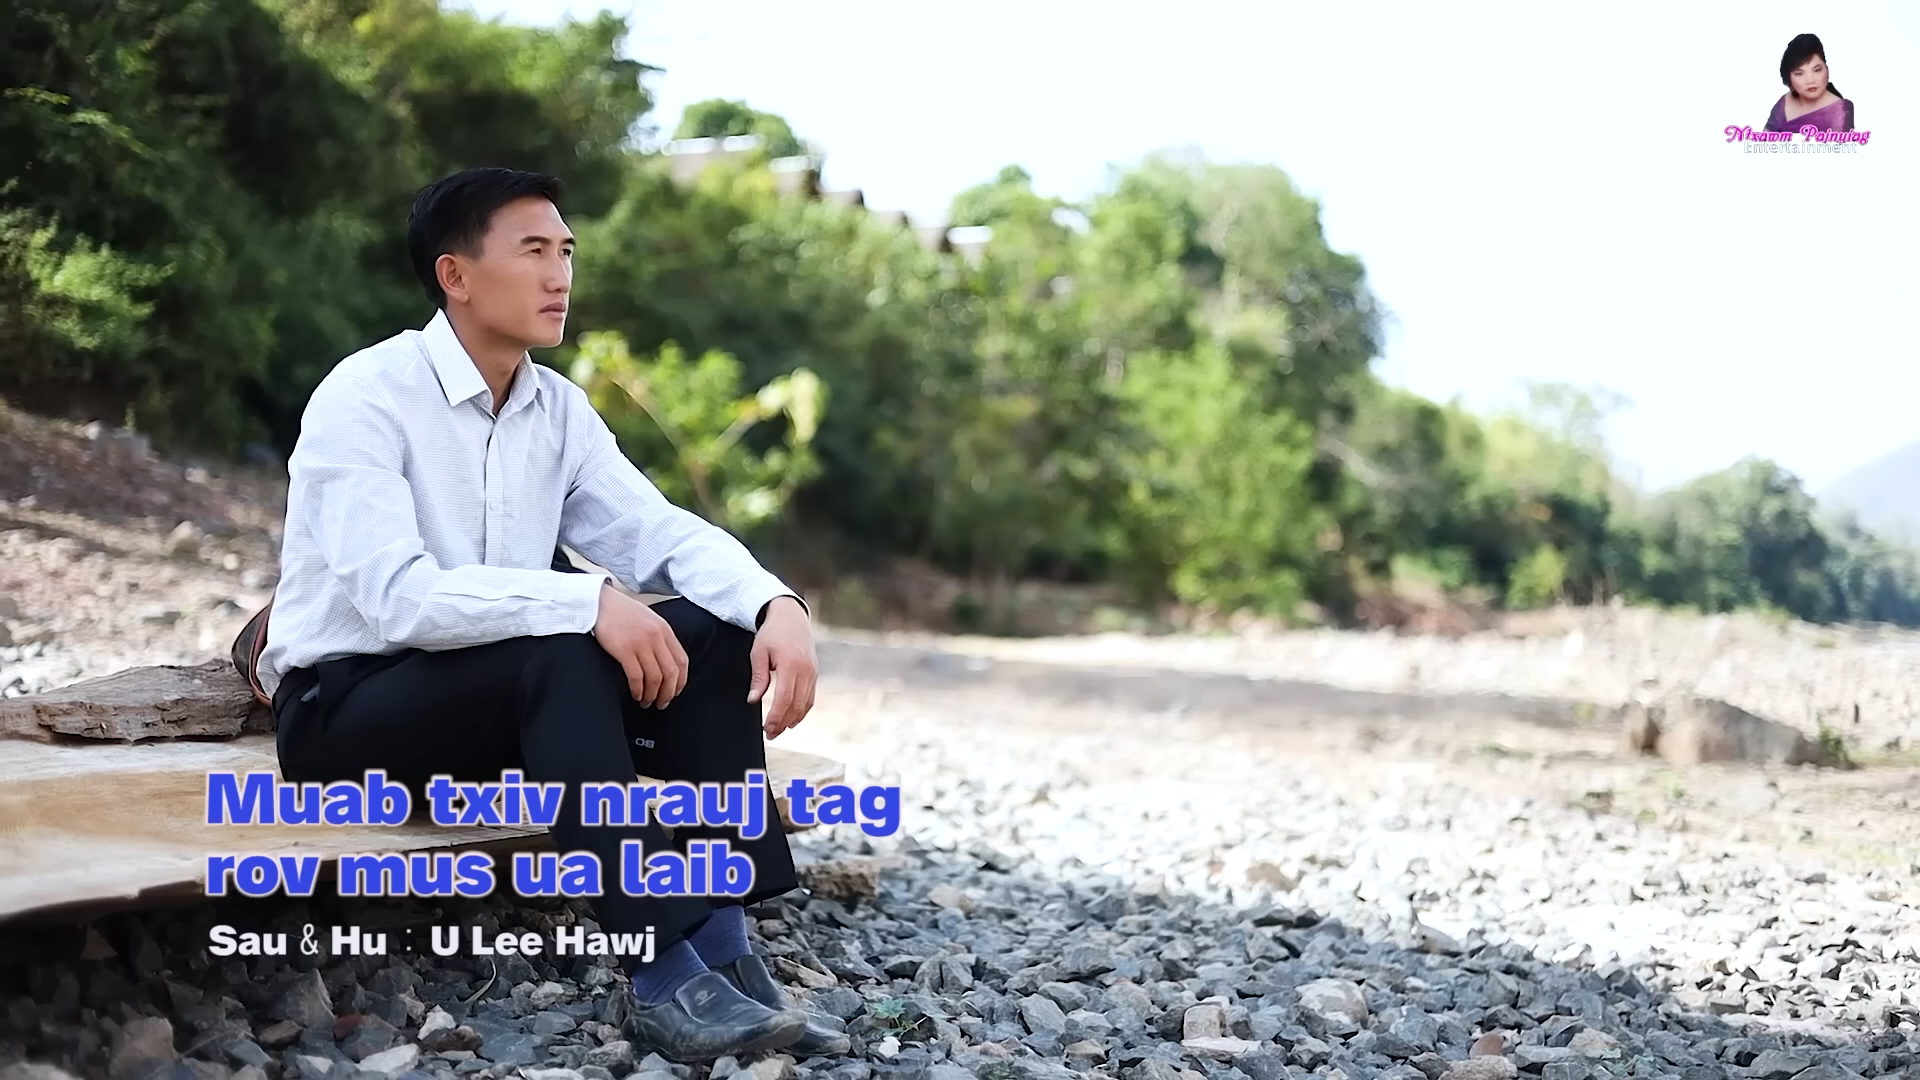 Ntxawm Pajnyiag
Entertainment
Muab txiv nrauj tag
rov mus ua laib
Sau & Hu : U Lee Hawj